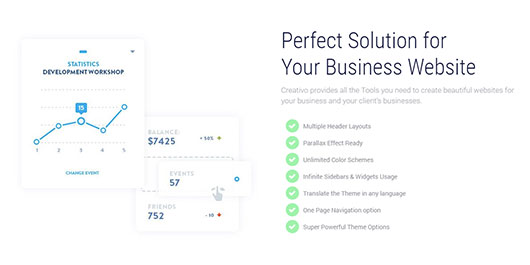 STATISTICS
DEVELOPMENT WORKSHOP
15
1 2 3 4 5
CHANGE EVENT
BALANCE:
$7425
+ 50%
EVENTS
57
FRIENDS
752
- 10
Perfect Solution for
Your Business Website
Creativo provides all the Tools you need to create beautiful websites for
your business and your client's businesses.
Multiple Header Layouts
Parallax Effect Ready
Unlimited Color Schemes
Infinite Sidebars & Widgets Usage
Translate the Theme in any language
One Page Navigation option
Super Powerful Theme Options